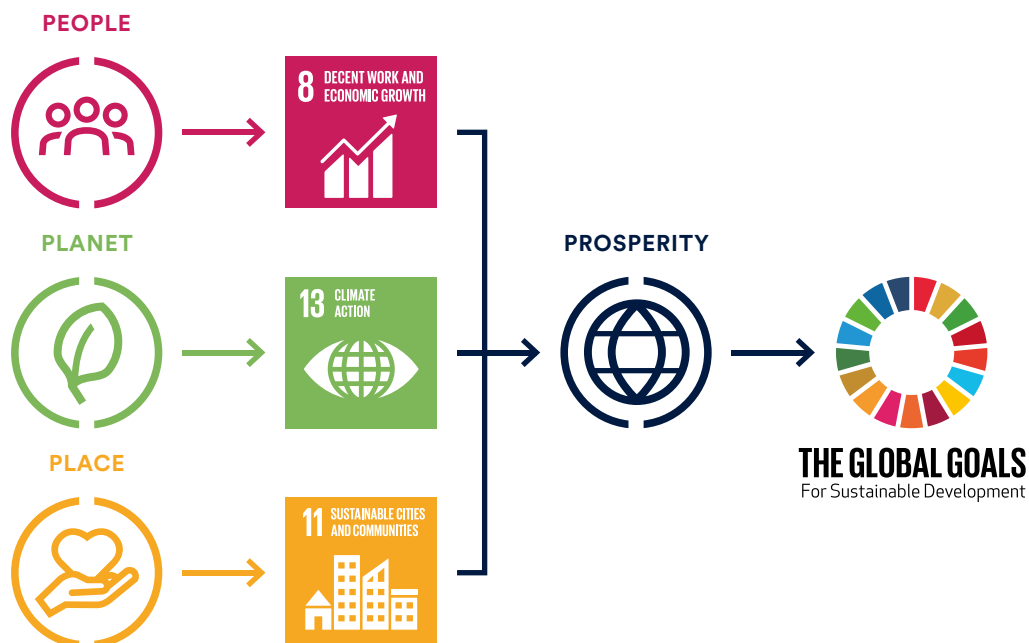 PEOPLE
8 DECENT WORK AND
ECONOMIC GROWTH
PLANET
13 CLIMATE
ACTION
PLACE
11 SUSTAINABLE CITIES
AND COMMUNITIES
PROSPERITY
THE GLOBAL GOALS
For Sustainable Development